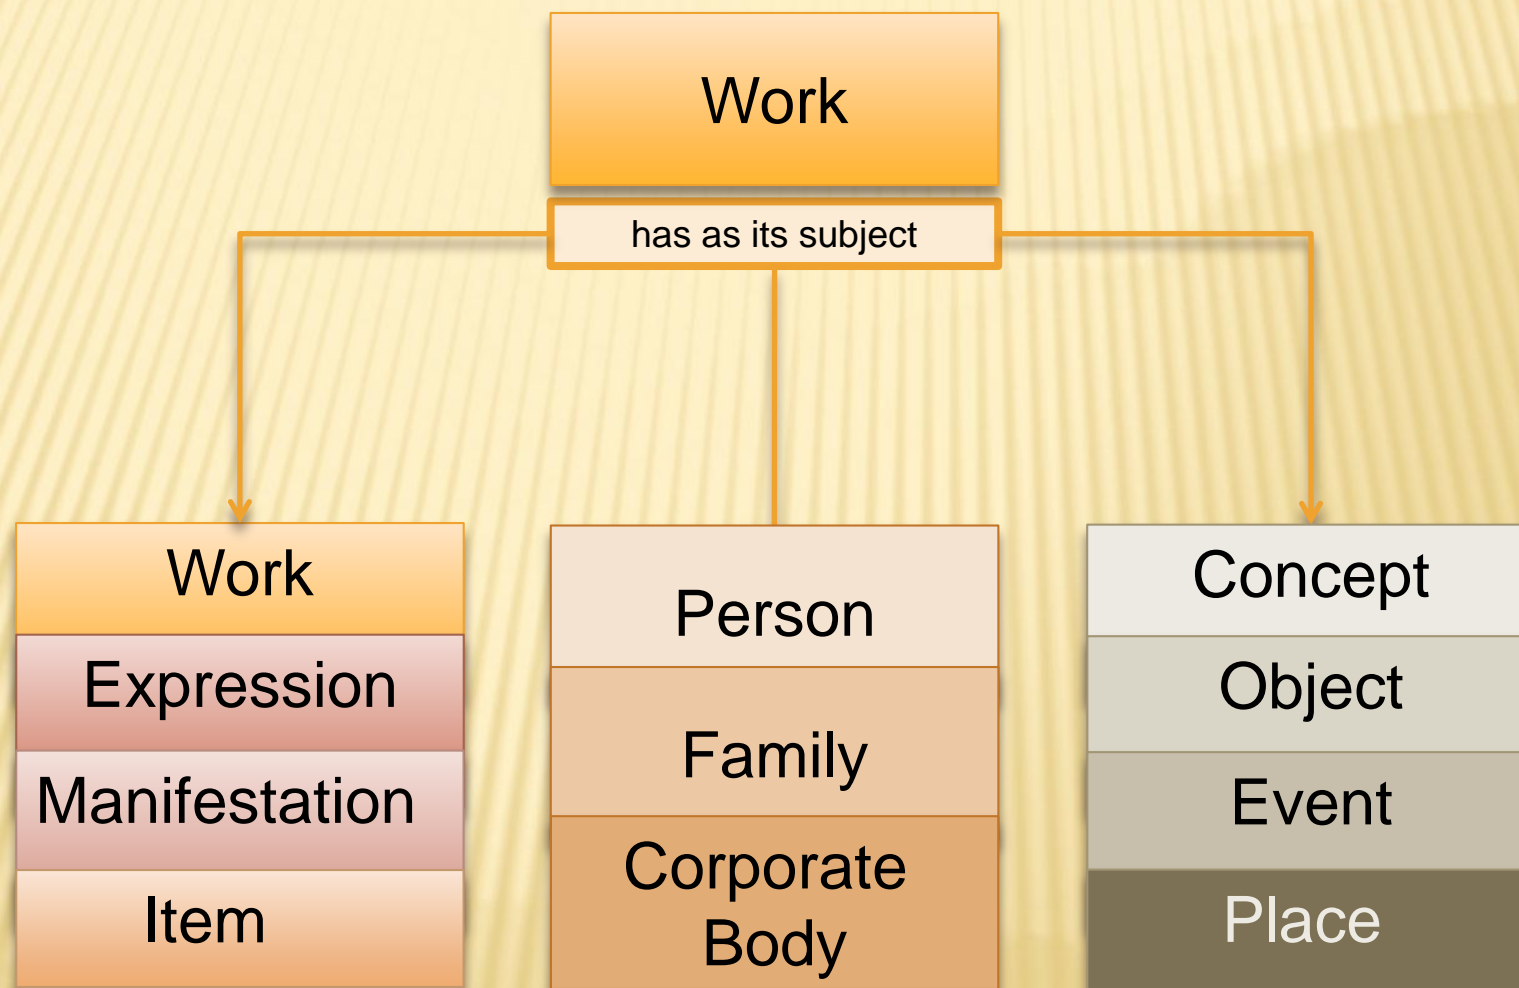 Work
has as its subject
Work
Expression
Manifestation
Item
Person
Family
Corporate
Body
Concept
Object
Event
Place